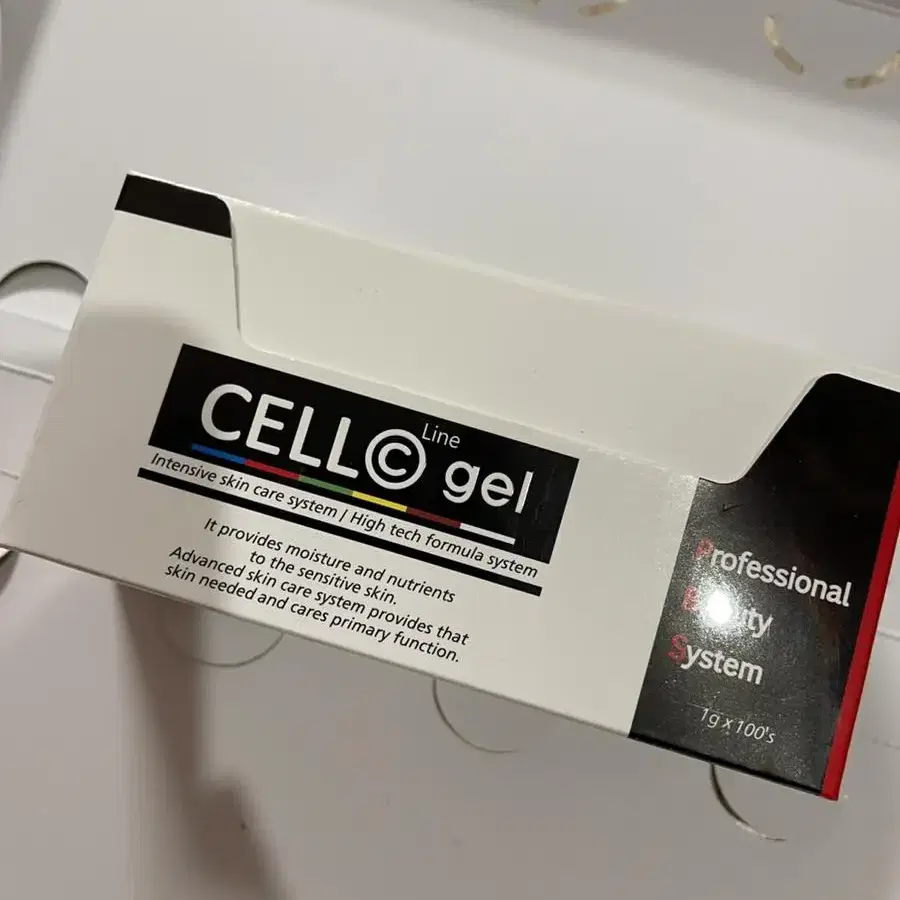 CELL© Line gel
Intensive skin care system / High tech formula system
It provides moisture and nutrients
to the sensitive skin.
Advanced skin care system provides that
skin needed and cares primary function.
Professional
Beauty
System
1g x 100's